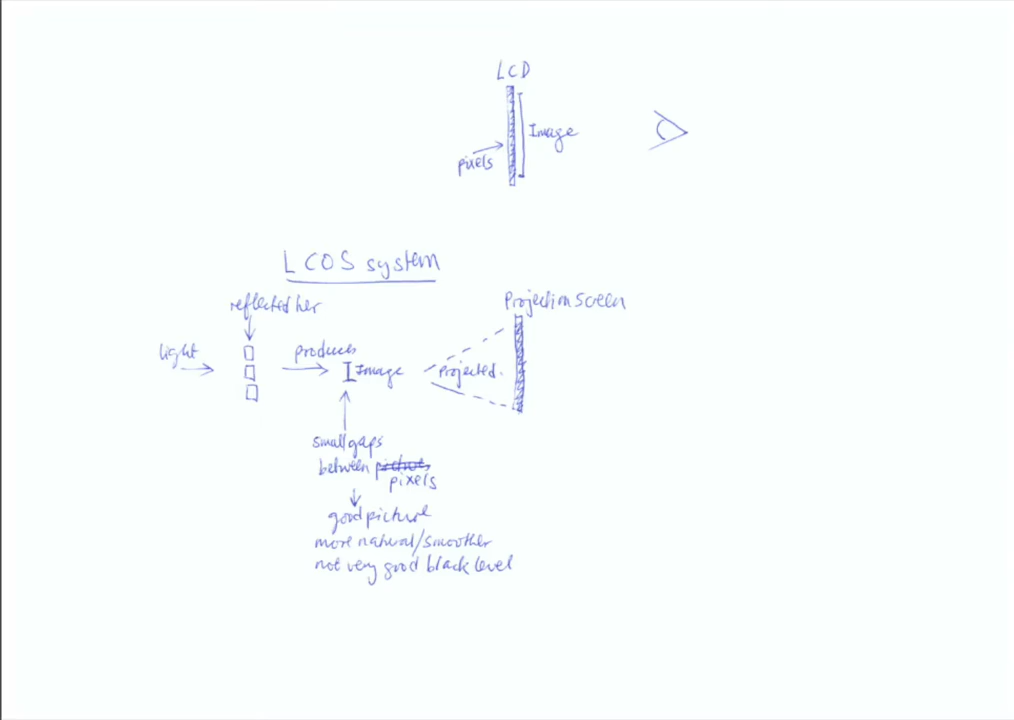 LCD
Image
pixels
LCOS system
reflected her
Projection screen
light
produces
Image
projected.
small gaps
between
pixels
good picture
more natural/smoother
not very good black level